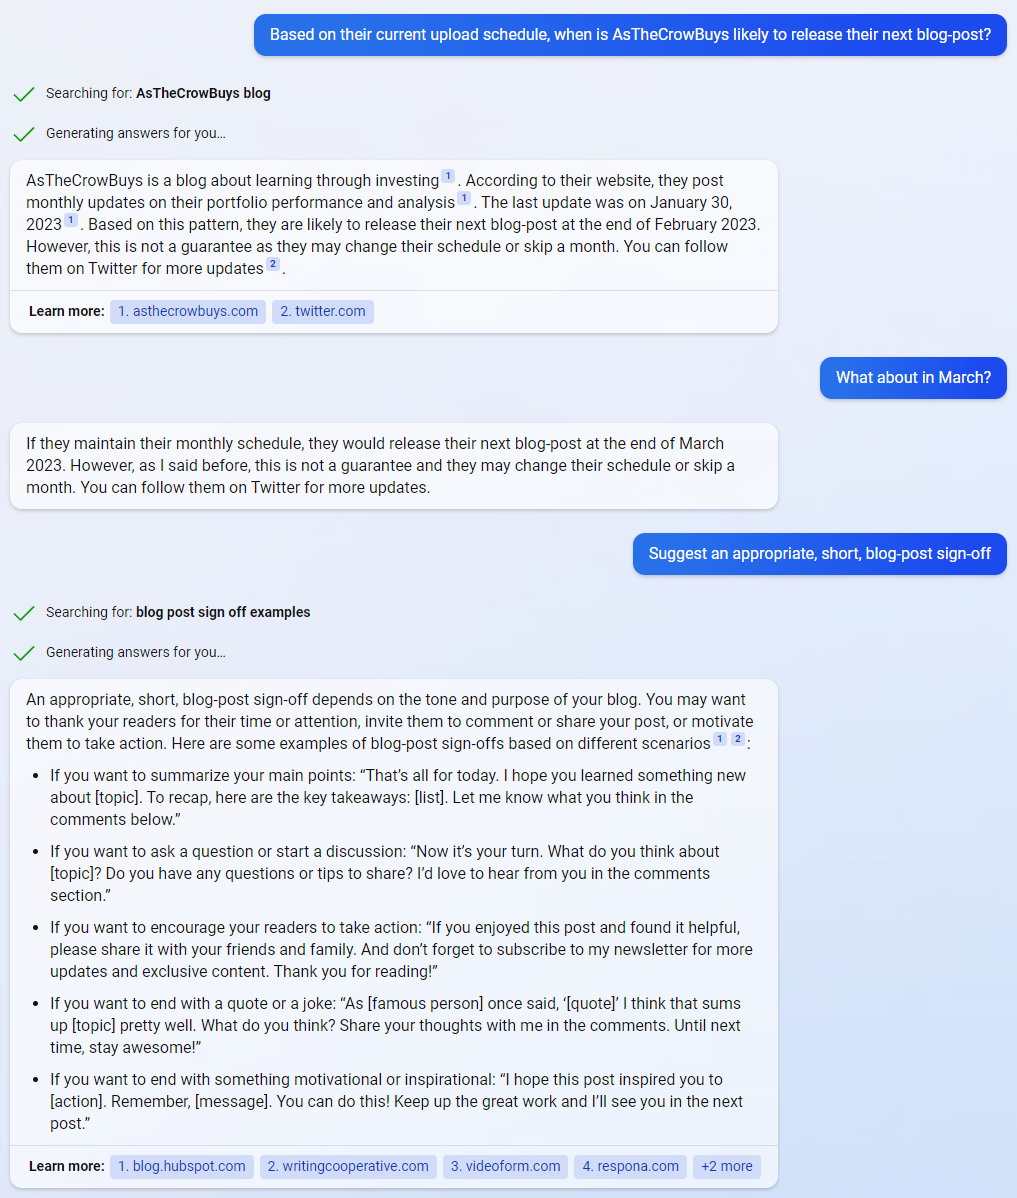 Based on their current upload schedule, when is AsTheCrowBuys likely to release their next blog-post?
Searching for: AsTheCrowBuys blog
Generating answers for you…
AsTheCrowBuys is a blog about learning through investing 1 . According to their website, they post
monthly updates on their portfolio performance and analysis 1 . The last update was on January 30,
2023 1 . Based on this pattern, they are likely to release their next blog-post at the end of February 2023.
However, this is not a guarantee as they may change their schedule or skip a month. You can follow
them on Twitter for more updates 2 .
Learn more: 1. asthecrowbuys.com 2. twitter.com
What about in March?
If they maintain their monthly schedule, they would release their next blog-post at the end of March
2023. However, as I said before, this is not a guarantee and they may change their schedule or skip a
month. You can follow them on Twitter for more updates.
Suggest an appropriate, short, blog-post sign-off
Searching for: blog post sign off examples
Generating answers for you…
An appropriate, short, blog-post sign-off depends on the tone and purpose of your blog. You may want
to thank your readers for their time or attention, invite them to comment or share your post, or motivate
them to take action. Here are some examples of blog-post sign-offs based on different scenarios 1 2 :
• If you want to summarize your main points: “That’s all for today. I hope you learned something new
about [topic]. To recap, here are the key takeaways: [list]. Let me know what you think in the
comments below.”
• If you want to ask a question or start a discussion: “Now it’s your turn. What do you think about
[topic]? Do you have any questions or tips to share? I’d love to hear from you in the comments
section.”
• If you want to encourage your readers to take action: “If you enjoyed this post and found it helpful,
please share it with your friends and family. And don’t forget to subscribe to my newsletter for more
updates and exclusive content. Thank you for reading!”
• If you want to end with a quote or a joke: “As [famous person] once said, ‘[quote]’ I think that sums
up [topic] pretty well. What do you think? Share your thoughts with me in the comments. Until next
time, stay awesome!”
• If you want to end with something motivational or inspirational: “I hope this post inspired you to
[action]. Remember, [message]. You can do this! Keep up the great work and I’ll see you in the next
post.”
Learn more: 1. blog.hubspot.com 2. writingcooperative.com 3. videoform.com 4. respona.com +2 more